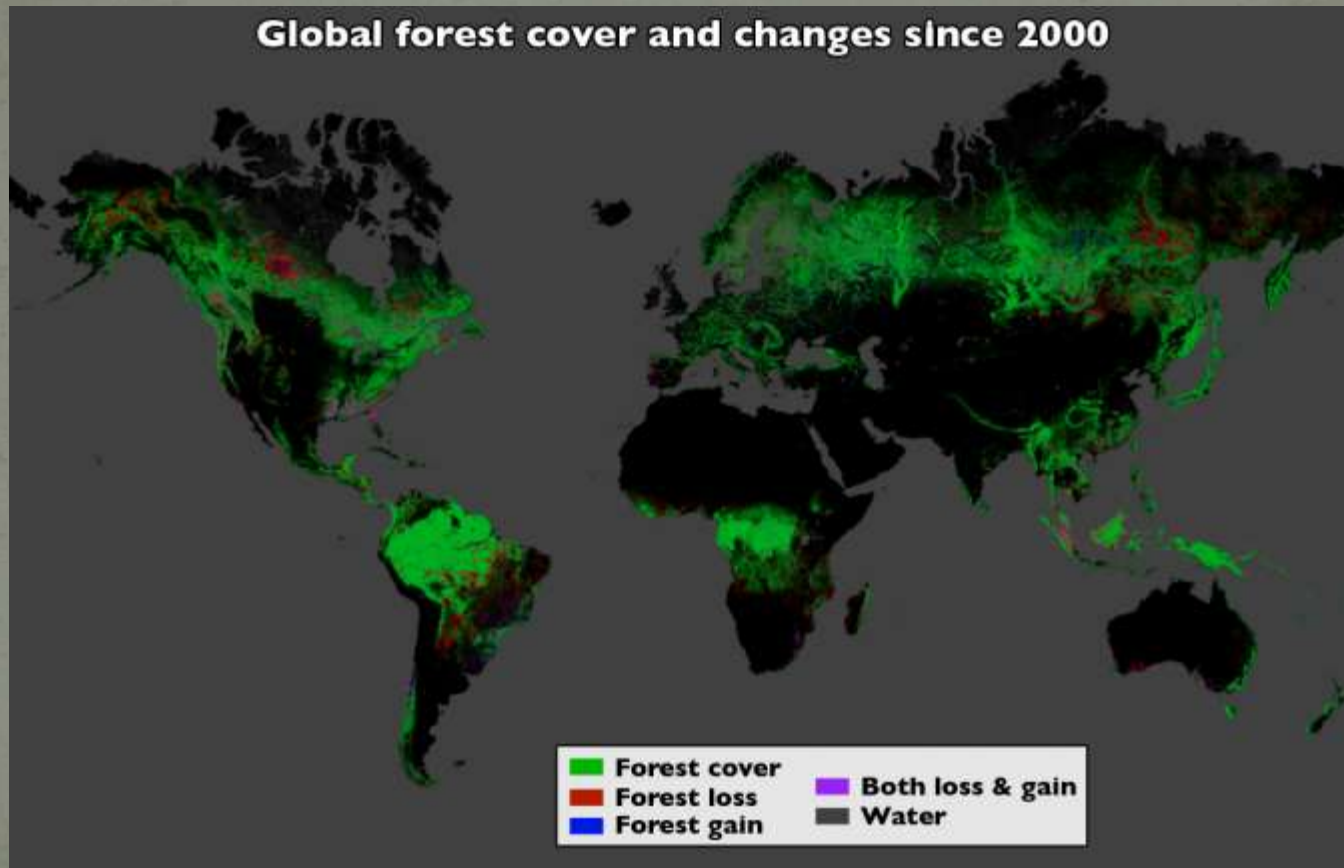 Global forest cover and changes since 2000
Forest cover
Forest loss
Forest gain
Both loss & gain
Water